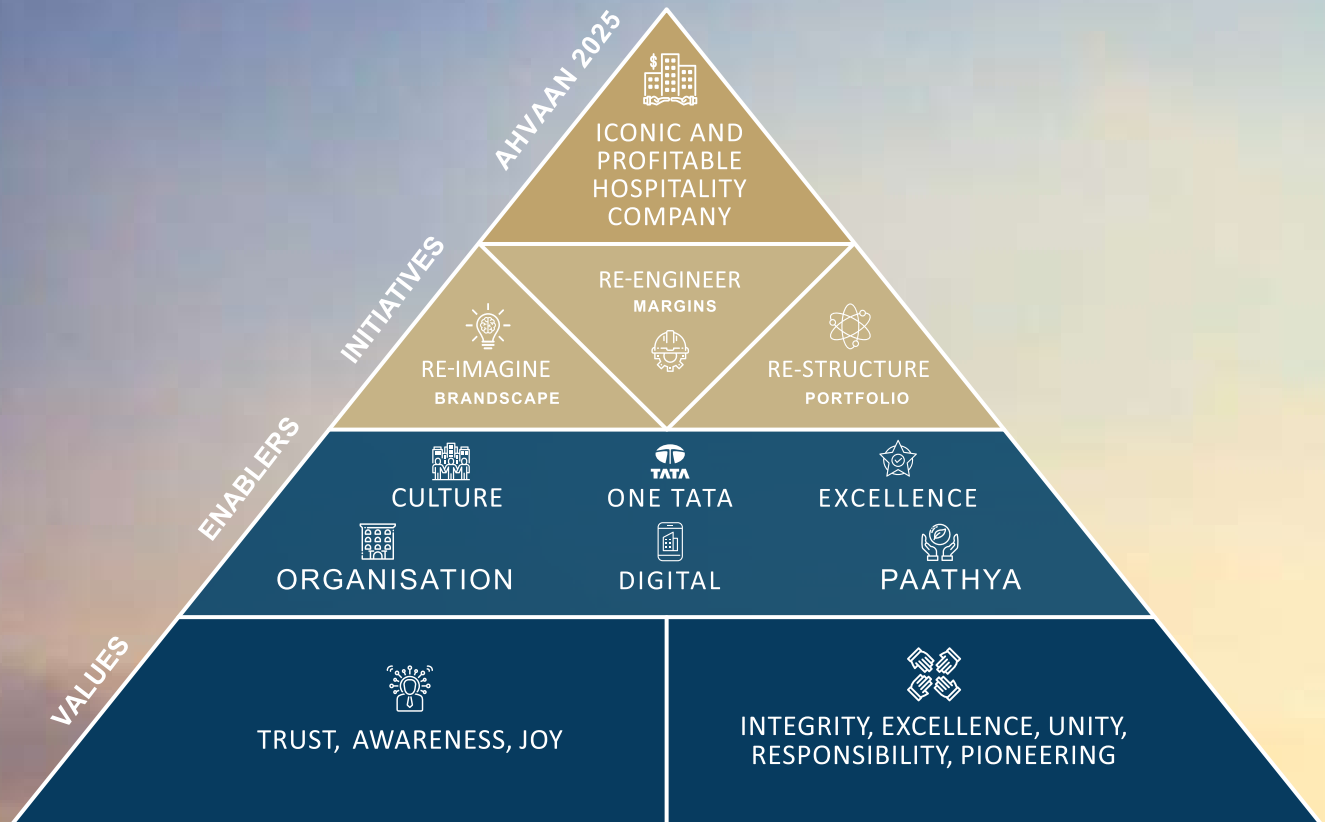 AHVAAN 2025
$
ICONIC AND
PROFITABLE
HOSPITALITY
COMPANY
INITIATIVES
RE-ENGINEER
MARGINS
RE-IMAGINE
BRANDSCAPE
RE-STRUCTURE
PORTFOLIO
ENABLERS
CULTURE
TATA
ONE TATA
EXCELLENCE
ORGANISATION
DIGITAL
PAATHYA
VALUES
TRUST, AWARENESS, JOY
INTEGRITY, EXCELLENCE, UNITY,
RESPONSIBILITY, PIONEERING